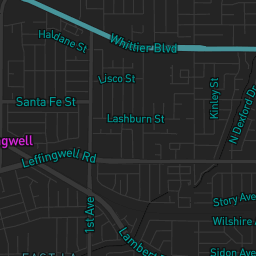 Haldane St
Whittier Blvd
Lisco St
Kinley St
Santa Fe St
Lashburn St
N Dexford Dr
ngwell
Leffingwell Rd
Story Ave
1st Ave
Wilshire A
Lambert
Sidon Ave